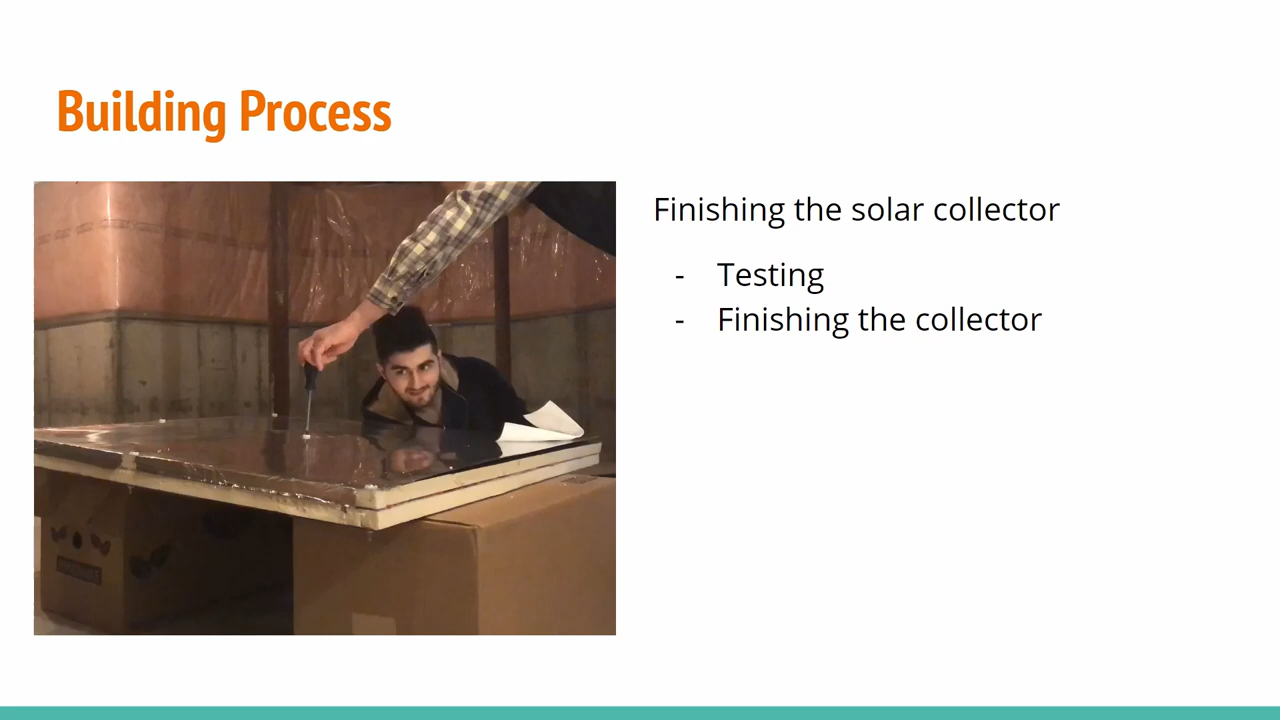 Building Process
Finishing the solar collector
- Testing
- Finishing the collector